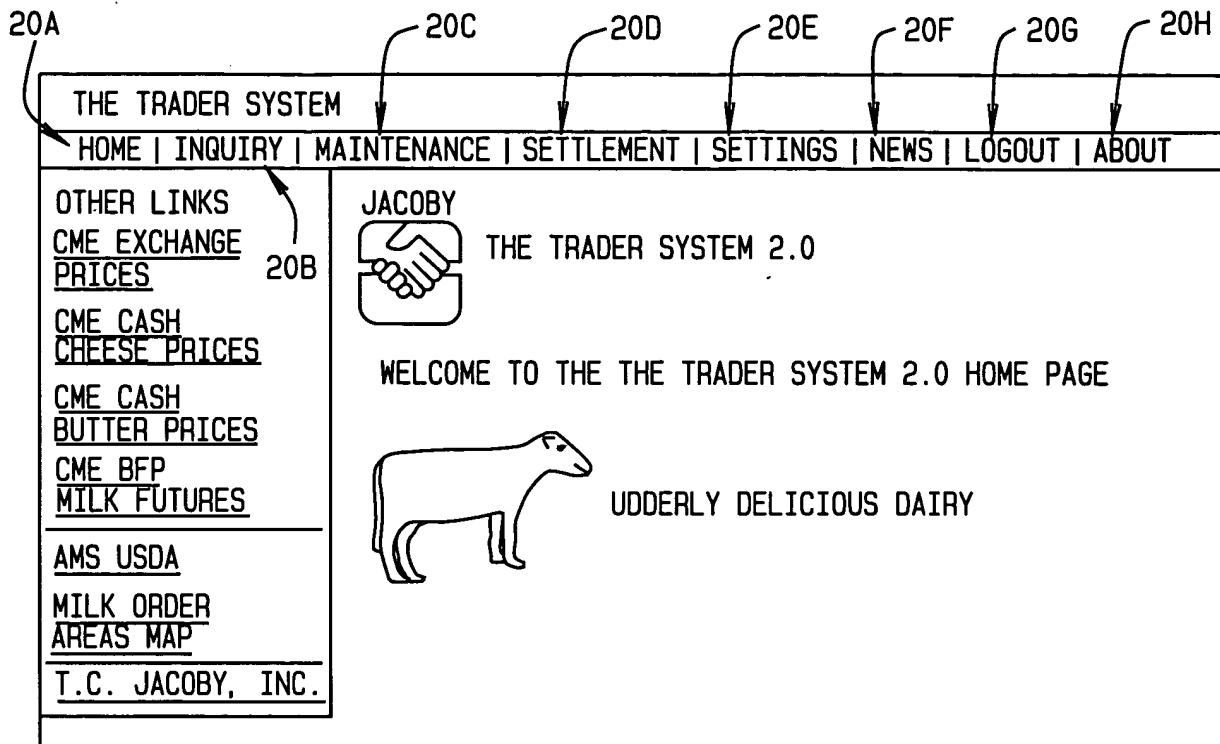 20A
20C
20D
20E
20F
20G
20H
THE TRADER SYSTEM
HOME | INQUIRY | MAINTENANCE | SETTLEMENT | SETTINGS | NEWS | LOGOUT | ABOUT
20B
OTHER LINKS
CME EXCHANGE
PRICES
CME CASH
CHEESE PRICES
CME CASH
BUTTER PRICES
CME BFP
MILK FUTURES
AMS USDA
MILK ORDER
AREAS MAP
T.C. JACOBY, INC.
JACOBY
THE TRADER SYSTEM 2.0
WELCOME TO THE THE TRADER SYSTEM 2.0 HOME PAGE
UDDERLY DELICIOUS DAIRY